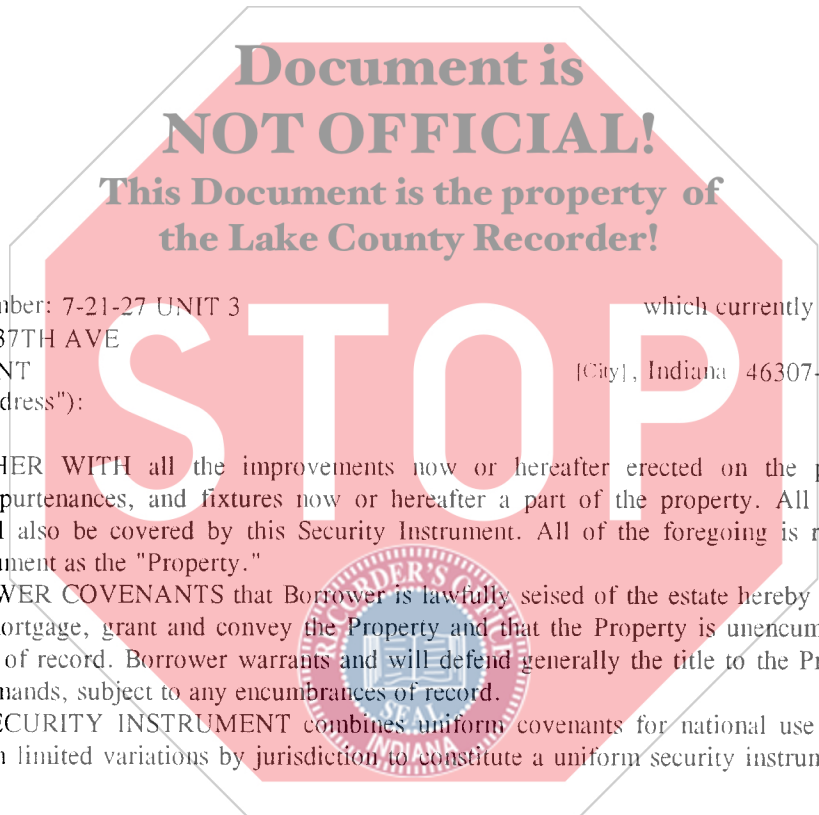 Document is
NOT OFFICIAL!
This Document is the property of
the Lake County Recorder!
nber: 7-21-27 UNIT 3 which currently
37TH AVE
NT [City], Indiana 46307-
dress"):
STOP
HER WITH all the improvements now or hereafter erected on the p
purtenances, and fixtures now or hereafter a part of the property. All
l also be covered by this Security Instrument. All of the foregoing is r
ument as the "Property."
WER COVENANTS that Borrower is lawfully seised of the estate hereby
ortgage, grant and convey the Property and that the Property is unencum
of record. Borrower warrants and will defend generally the title to the Pr
mands, subject to any encumbrances of record.
ECURITY INSTRUMENT combines uniform covenants for national use
n limited variations by jurisdiction to constitute a uniform security instrum
RECORDER'S OFFICE
SEAL
INDIANA